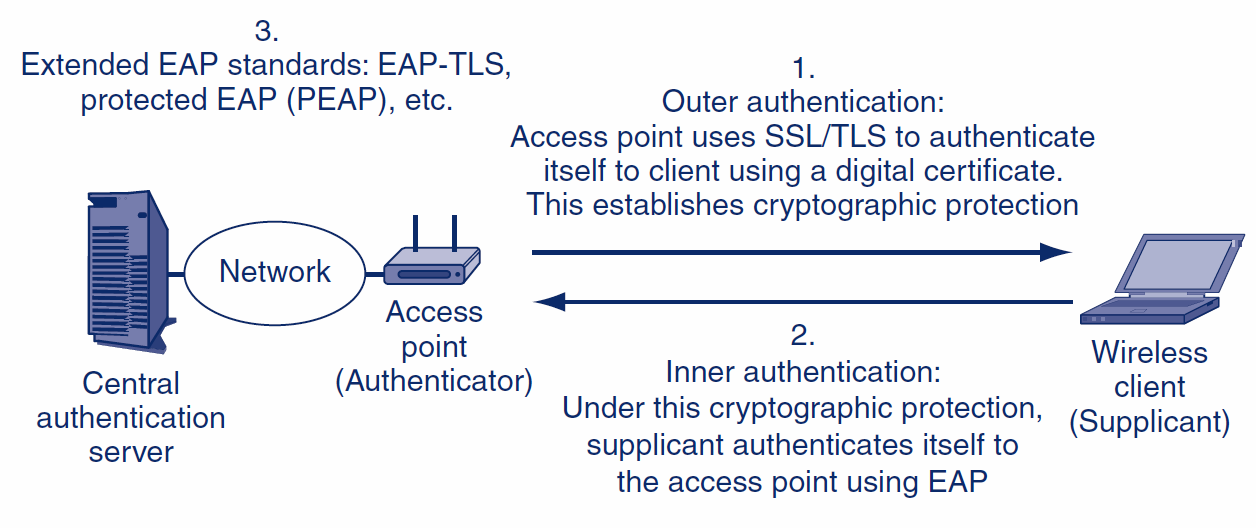 3.
Extended EAP standards: EAP-TLS,
protected EAP (PEAP), etc.
1.
Outer authentication:
Access point uses SSL/TLS to authenticate
itself to client using a digital certificate.
This establishes cryptographic protection
Network
Access
point
(Authenticator)
Central
authentication
server
2.
Inner authentication:
Under this cryptographic protection,
supplicant authenticates itself to
the access point using EAP
Wireless
client
(Supplicant)